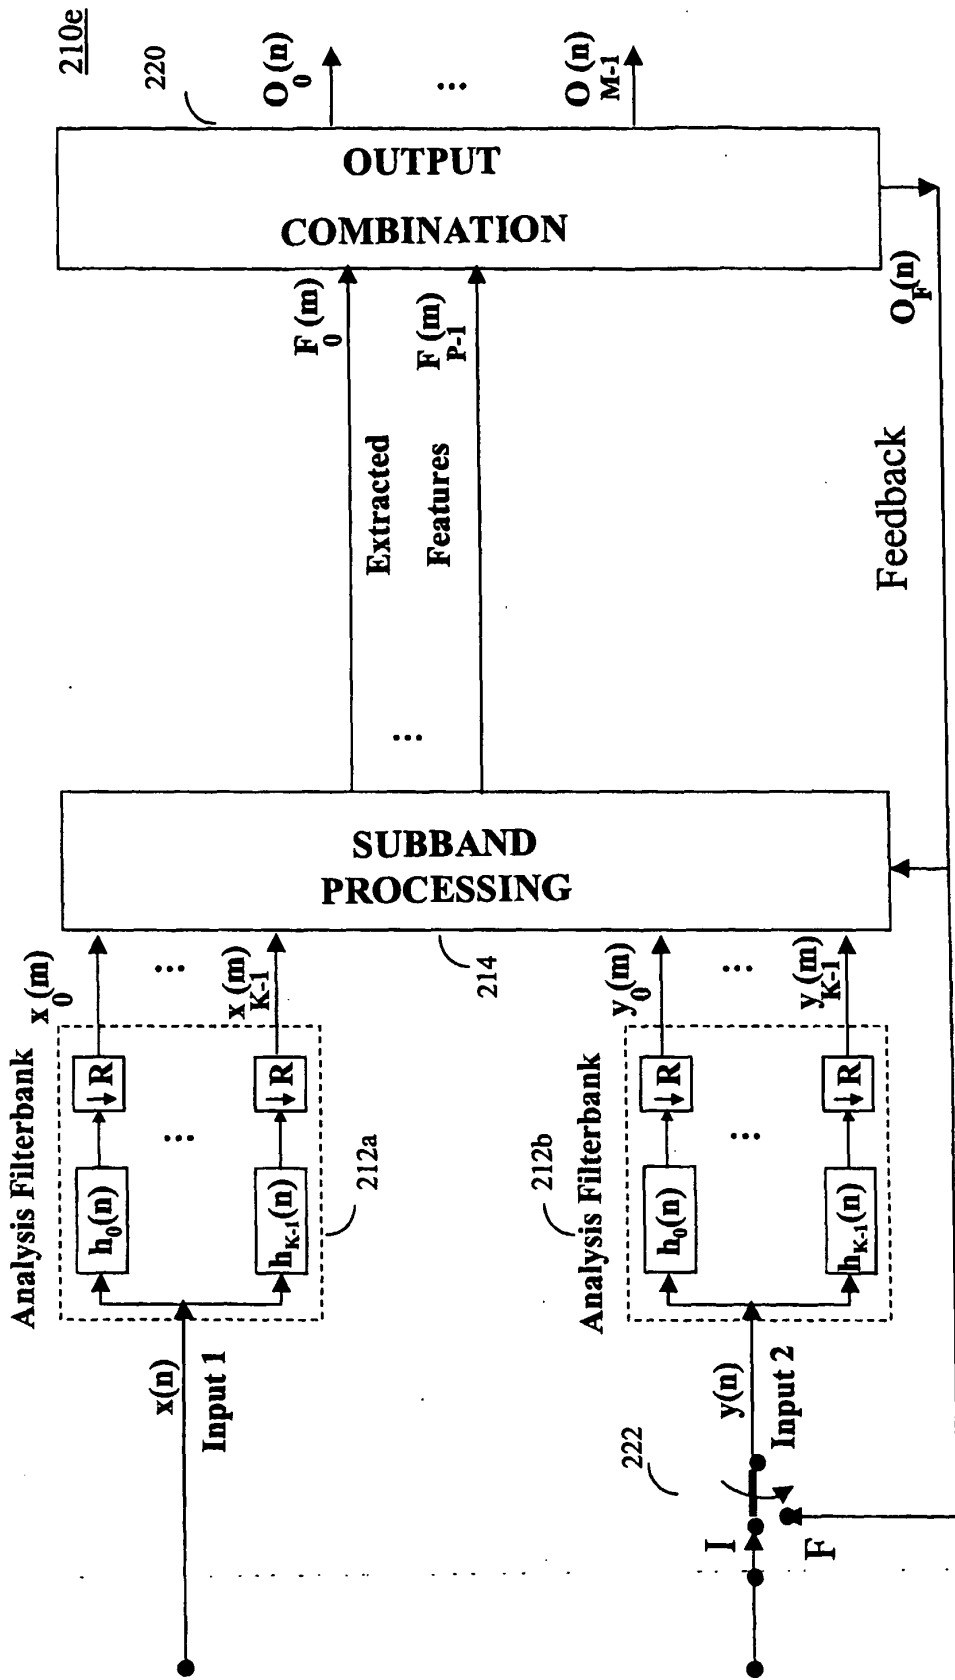 210e
220
O0(n)
...
OM-1(n)
OUTPUT
COMBINATION
OF(n)
F0(m)
FP-1(m)
Extracted
Features
...
Feedback
SUBBAND
PROCESSING
214
x0(m)
...
xK-1(m)
y0(m)
...
yK-1(m)
Analysis Filterbank
↓R
...
↓R
h0(n)
hK-1(n)
212a
Analysis Filterbank
↓R
...
↓R
h0(n)
hK-1(n)
212b
x(n)
Input 1
y(n)
Input 2
222
I
F